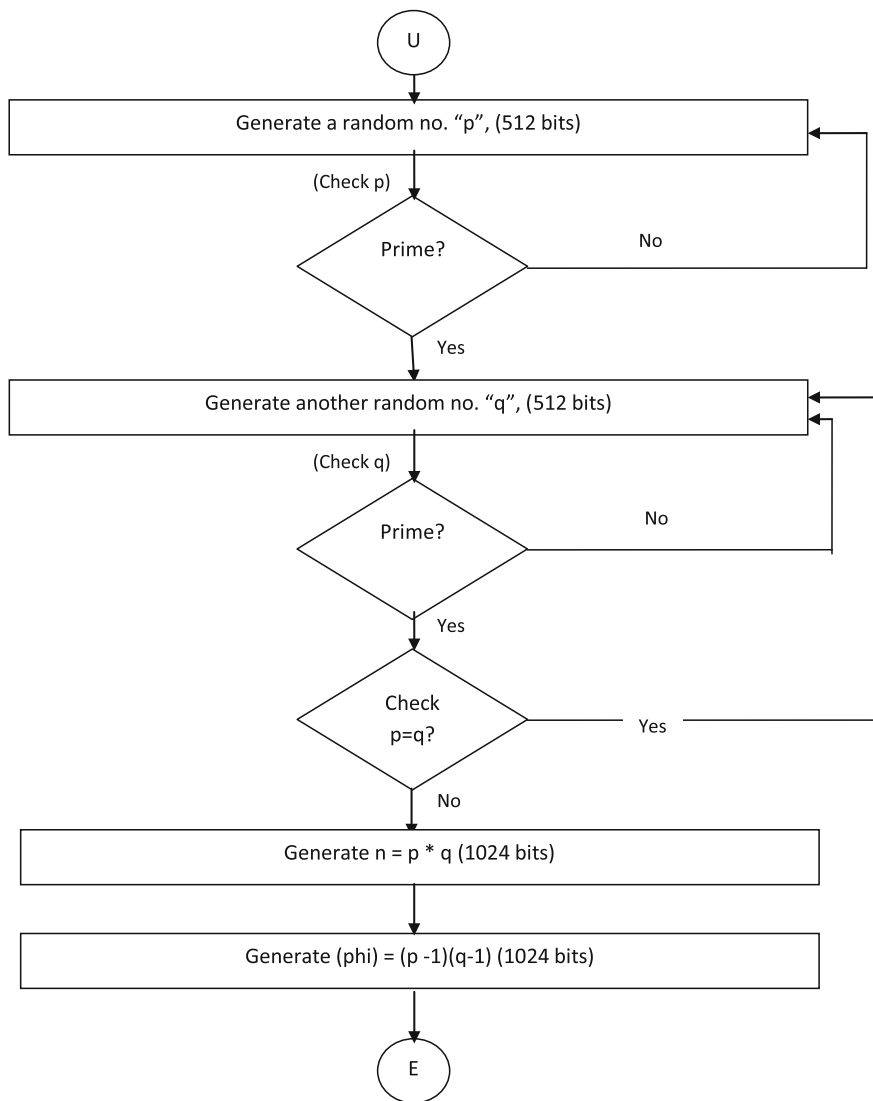 U
Generate a random no. “p”, (512 bits)
(Check p)
Prime?
No
Yes
Generate another random no. “q”, (512 bits)
(Check q)
Prime?
No
Yes
Check
p=q?
Yes
No
Generate n = p * q (1024 bits)
Generate (phi) = (p -1)(q-1) (1024 bits)
E